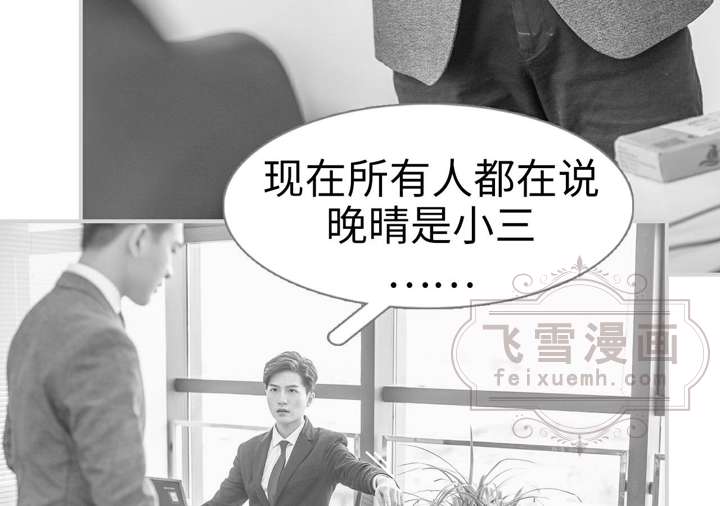 现在所有人都在说
晚晴是小三
……
飞雪漫画
feixuemh.com